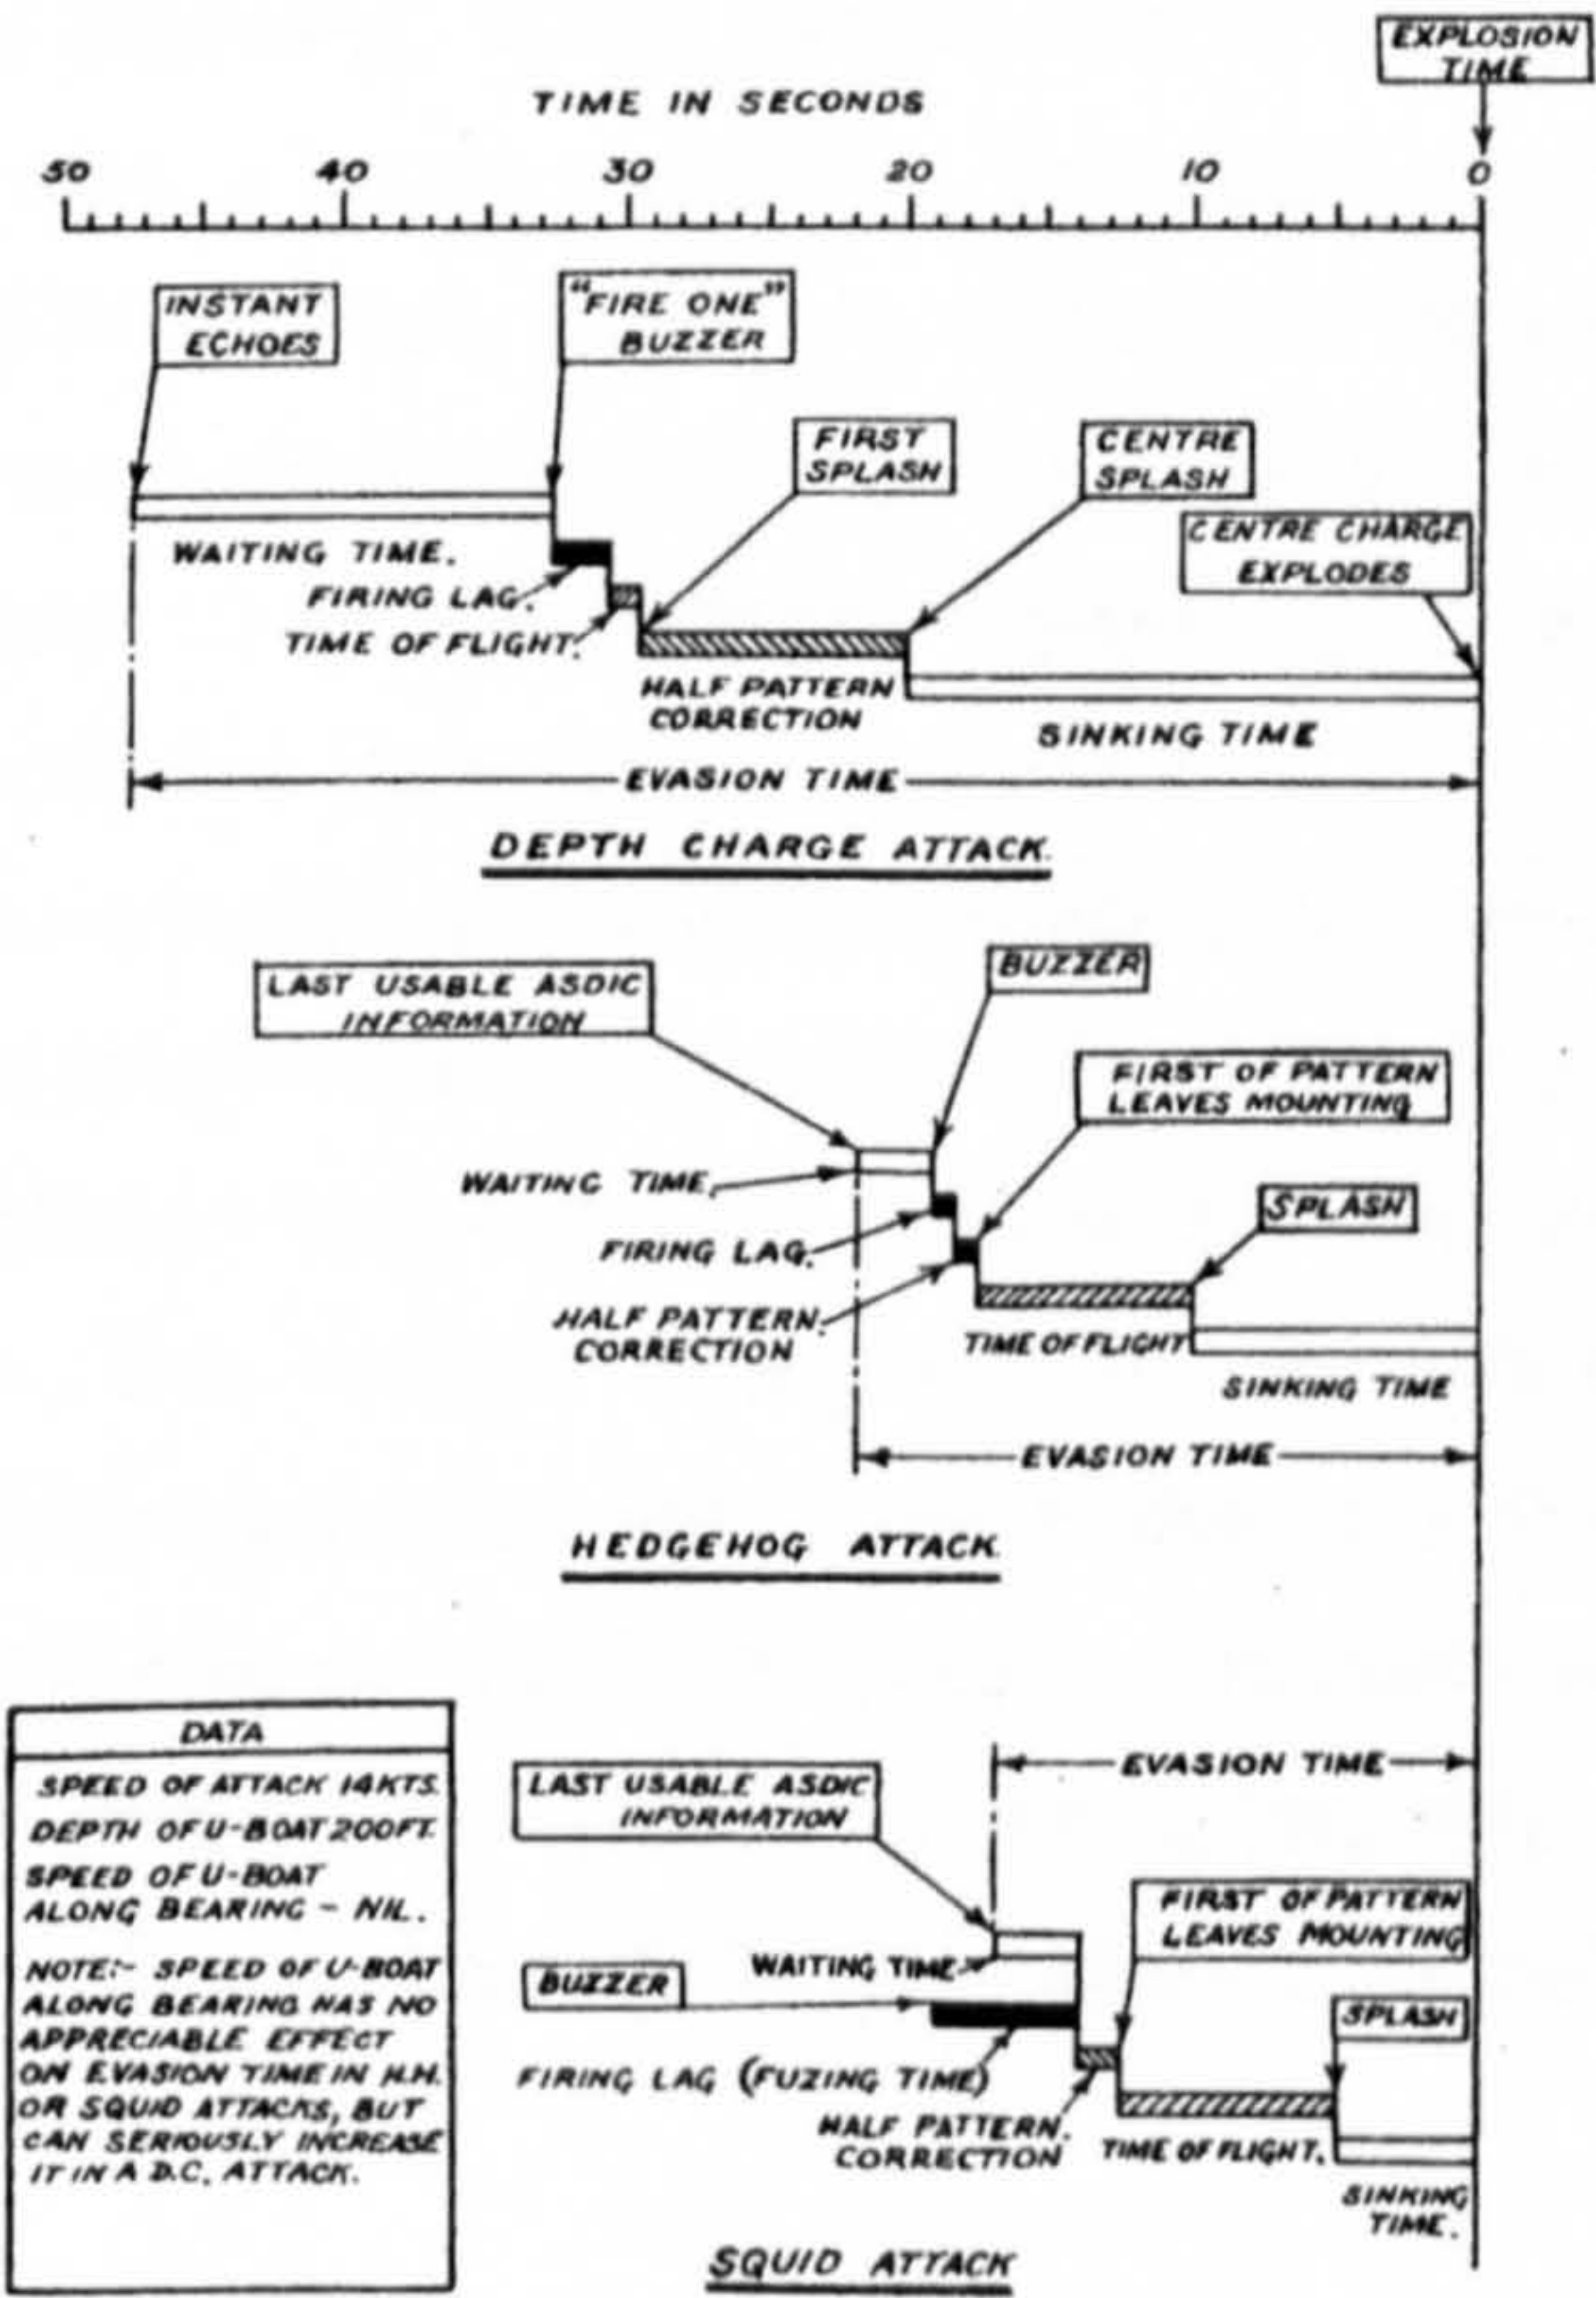 EXPLOSION
TIME
TIME IN SECONDS
50 40 30 20 10 0
INSTANT
ECHOES
"FIRE ONE"
BUZZER
FIRST
SPLASH
CENTRE
SPLASH
CENTRE CHARGE
EXPLODES
WAITING TIME.
FIRING LAG.
TIME OF FLIGHT.
HALF PATTERN
CORRECTION
SINKING TIME
EVASION TIME
DEPTH CHARGE ATTACK.
LAST USABLE ASDIC
INFORMATION
BUZZER
FIRST OF PATTERN
LEAVES MOUNTING
WAITING TIME.
SPLASH
FIRING LAG.
HALF PATTERN.
CORRECTION
TIME OF FLIGHT
SINKING TIME
EVASION TIME
HEDGEHOG ATTACK.
DATA
SPEED OF ATTACK 14KTS.
DEPTH OF U-BOAT 200FT.
SPEED OF U-BOAT
ALONG BEARING - NIL.
NOTE:- SPEED OF U-BOAT
ALONG BEARING HAS NO
APPRECIABLE EFFECT
ON EVASION TIME IN H.H.
OR SQUID ATTACKS, BUT
CAN SERIOUSLY INCREASE
IT IN A D.C. ATTACK.
EVASION TIME
LAST USABLE ASDIC
INFORMATION
FIRST OF PATTERN
LEAVES MOUNTING
WAITING TIME
BUZZER
SPLASH
FIRING LAG (FUZING TIME)
HALF PATTERN.
CORRECTION
TIME OF FLIGHT.
SINKING
TIME.
SQUID ATTACK